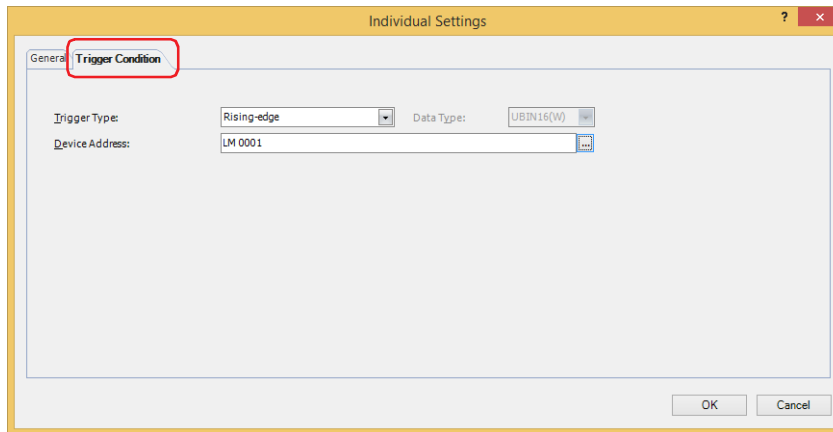 Individual Settings
? ×
General Trigger Condition
Trigger Type: Rising-edge Data Type: UBIN16(W)
Device Address: LM 0001 ...
OK Cancel